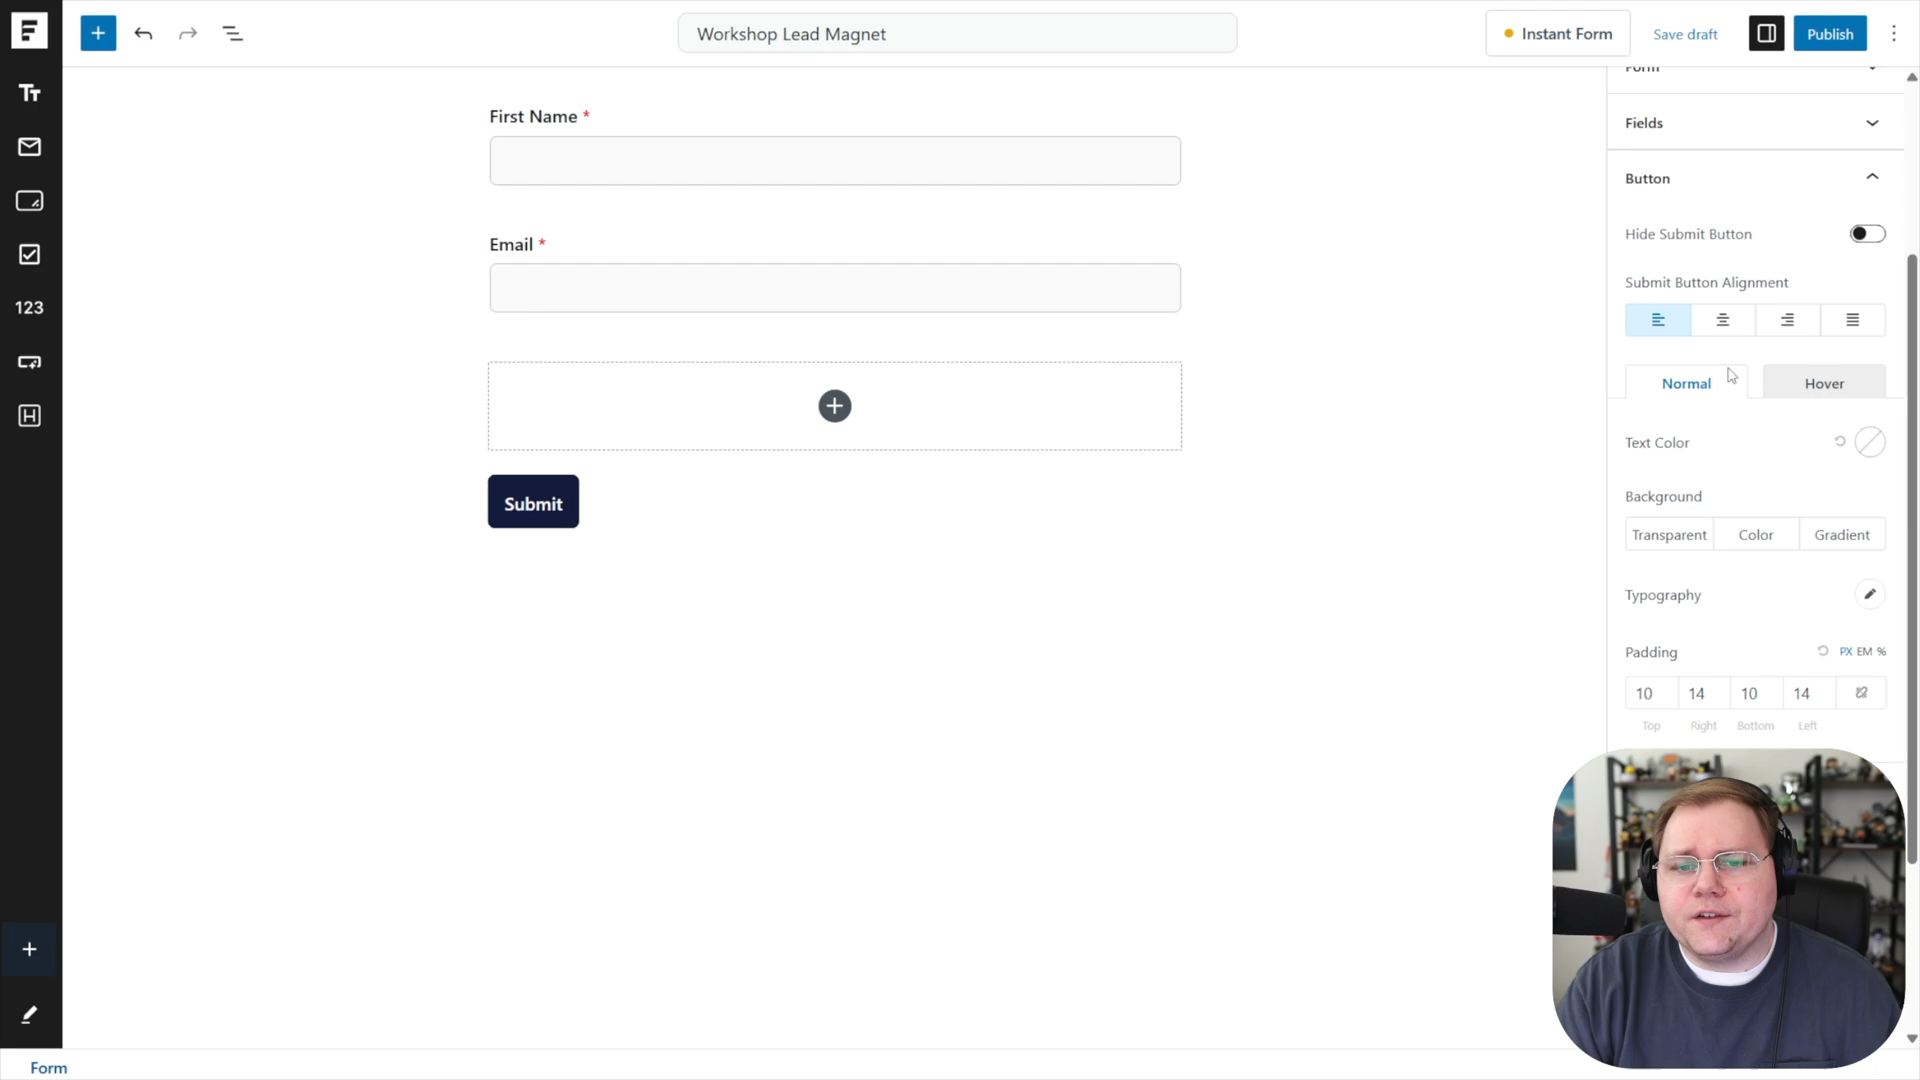 Workshop Lead Magnet
Instant Form
Save draft
Publish
123
First Name *
Email *
Submit
Form
Fields
Button
Hide Submit Button
Submit Button Alignment
Normal
Hover
Text Color
Background
Transparent
Color
Gradient
Typography
Padding
PX EM %
10 14 10 14
Top Right Bottom Left
Form